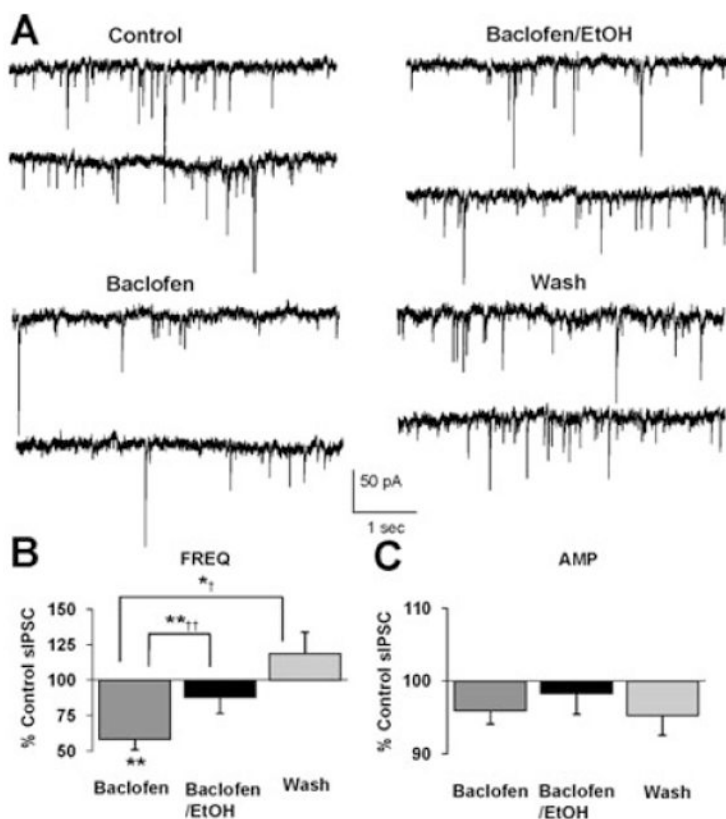 A
Control
Baclofen/EtOH
Baclofen
Wash
50 pA
1 sec
B
FREQ
*†
**††
% Control sIPSC
150
125
100
75
50
**
Baclofen
Baclofen
/EtOH
Wash
C
AMP
% Control sIPSC
110
100
90
Baclofen
Baclofen
/EtOH
Wash